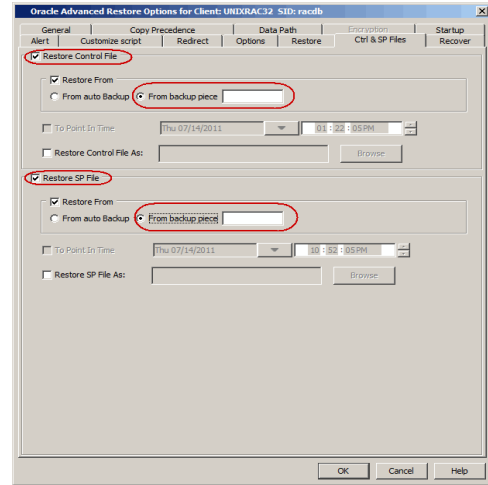 Oracle Advanced Restore Options for Client: UNIXRAC32 SID: racdb
General Copy Precedence Data Path Encryption Startup
Alert Customize script Redirect Options Restore Ctrl & SP Files Recover
Restore Control File
Restore From
From auto Backup From backup piece
To Point In Time Thu 07/14/2011 01 : 22 : 05 PM
Restore Control File As: Browse
Restore SP File
Restore From
From auto Backup From backup piece
To Point In Time Thu 07/14/2011 10 : 52 : 05 PM
Restore SP File As: Browse
OK Cancel Help